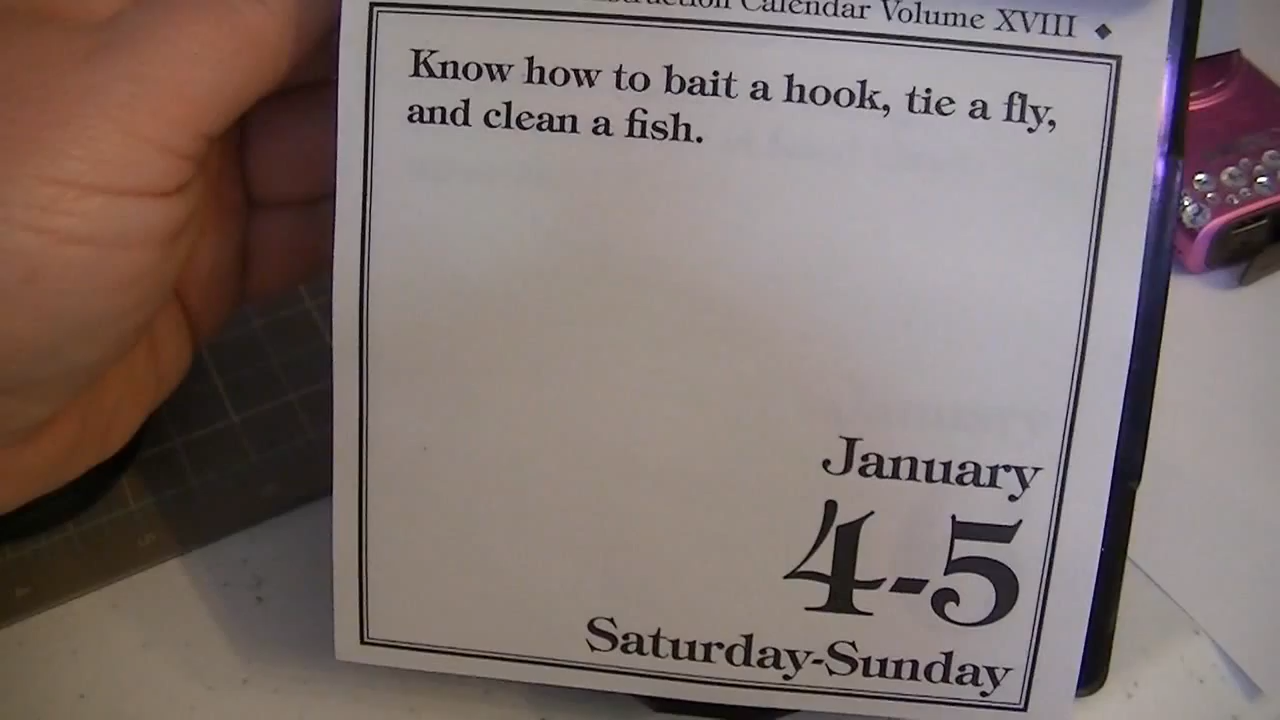 Calendar Volume XVIII
Know how to bait a hook, tie a fly,
and clean a fish.
January
4-5
Saturday-Sunday